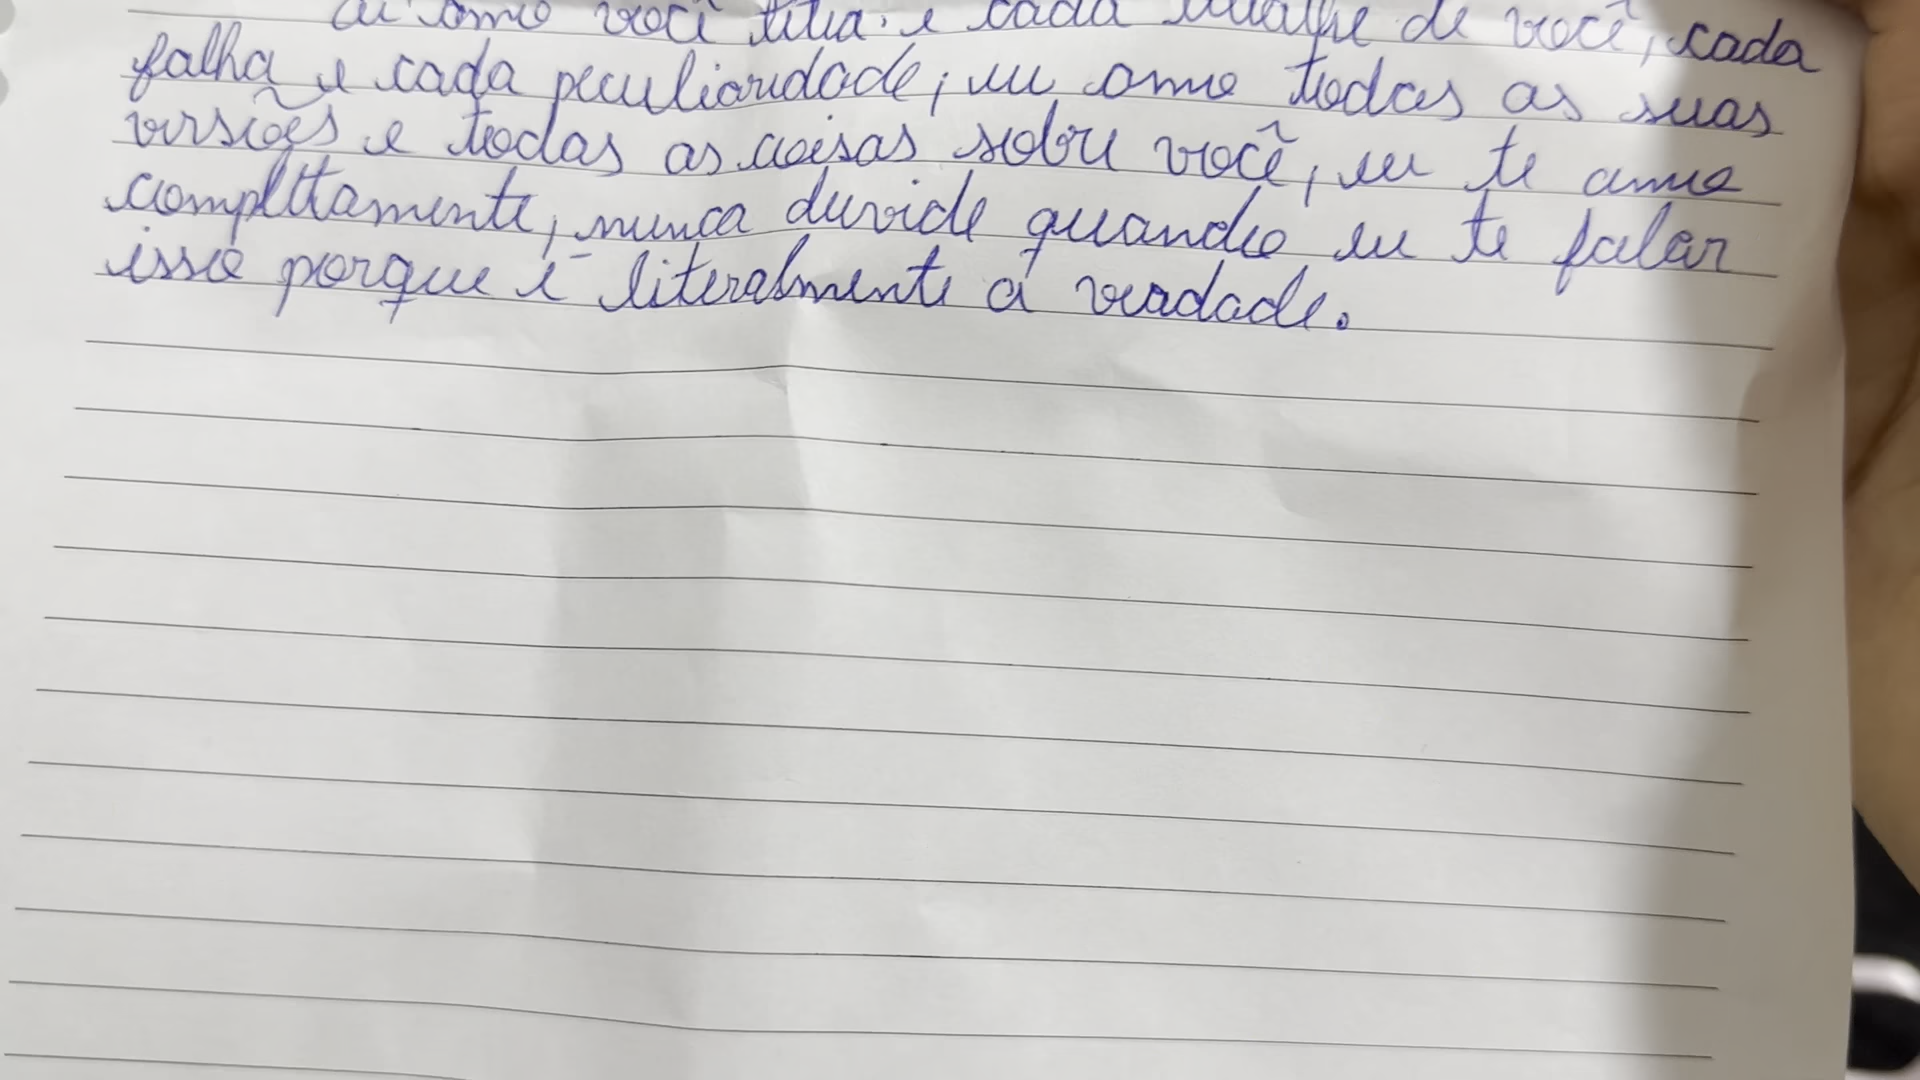 eu amo você titia. e cada detalhe de você, cada
falha e cada peculiaridade, eu amo todas as suas
versões e todas as coisas sobre você, eu te amo
completamente, nunca duvide quando eu te falar
isso porque é literalmente a verdade.